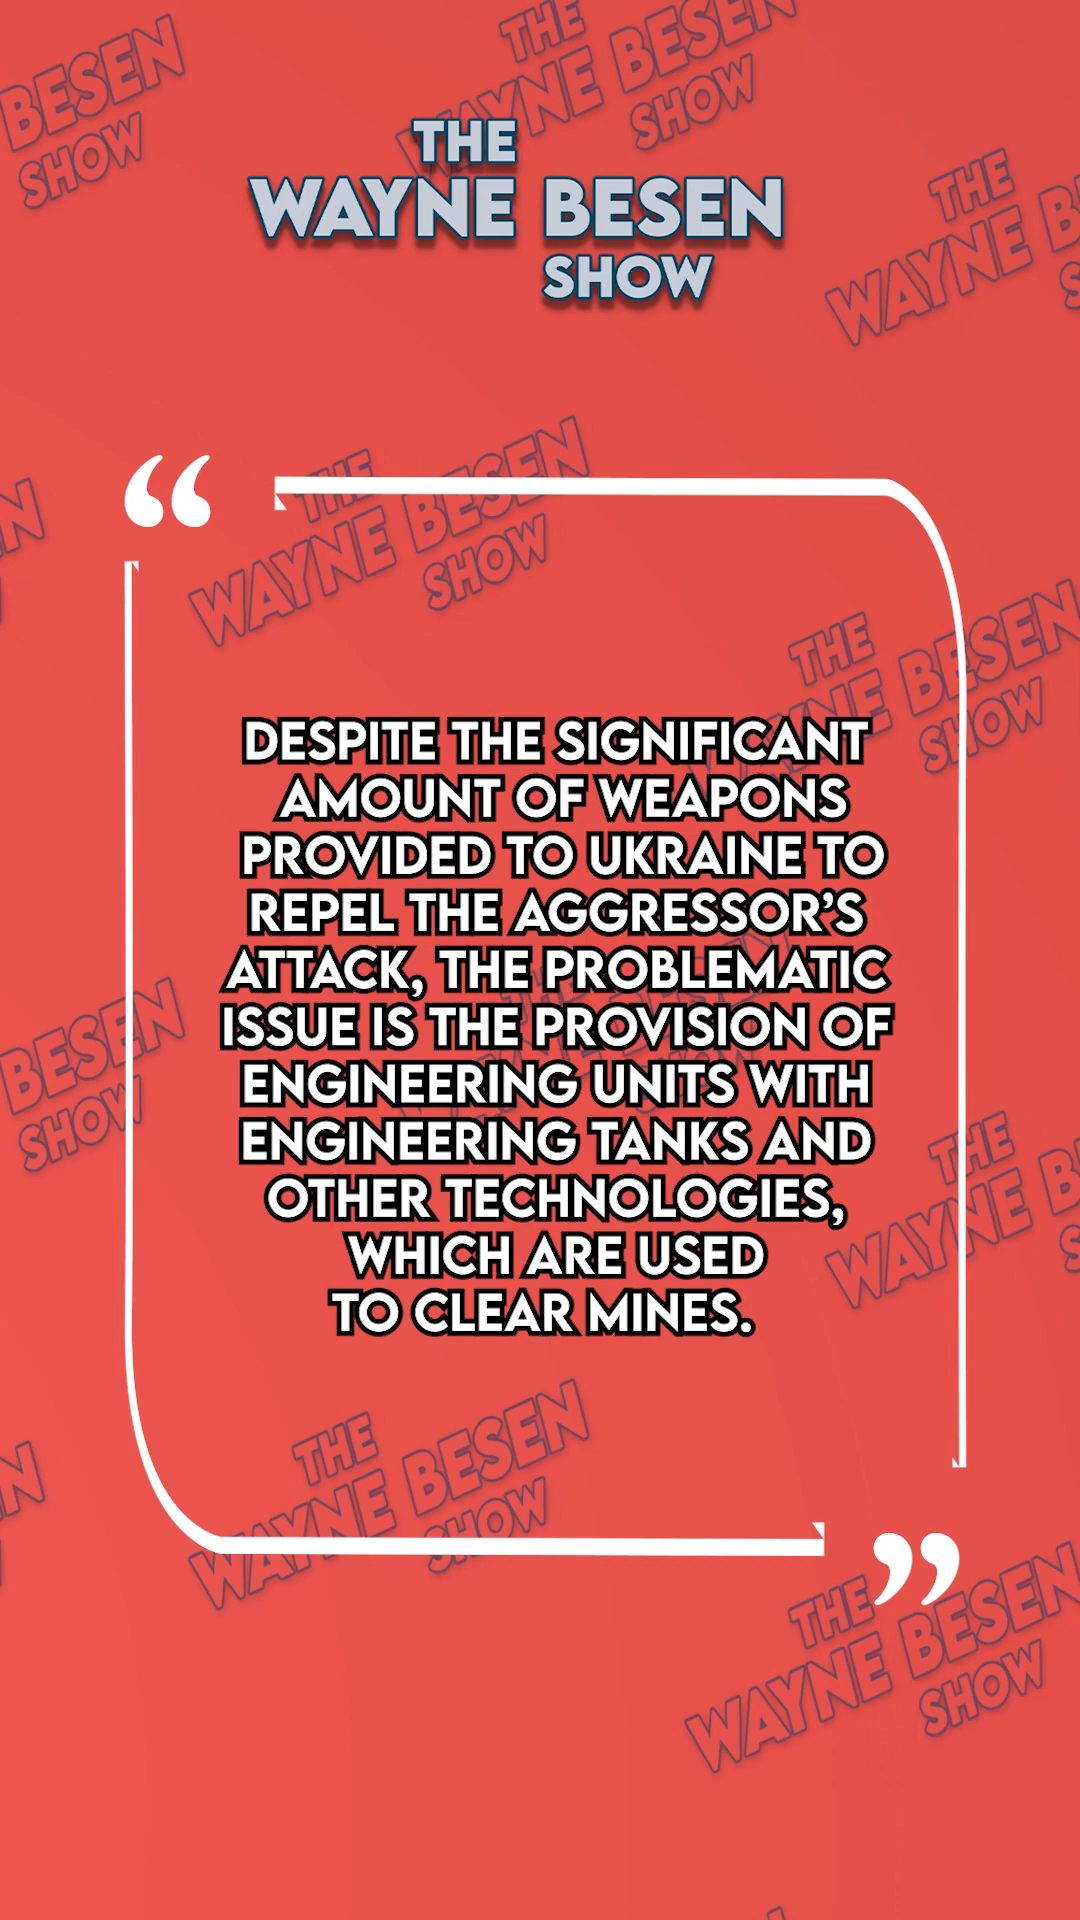 THE
WAYNE BESEN
SHOW
“
DESPITE THE SIGNIFICANT
AMOUNT OF WEAPONS
PROVIDED TO UKRAINE TO
REPEL THE AGGRESSOR’S
ATTACK, THE PROBLEMATIC
ISSUE IS THE PROVISION OF
ENGINEERING UNITS WITH
ENGINEERING TANKS AND
OTHER TECHNOLOGIES,
WHICH ARE USED
TO CLEAR MINES.
”